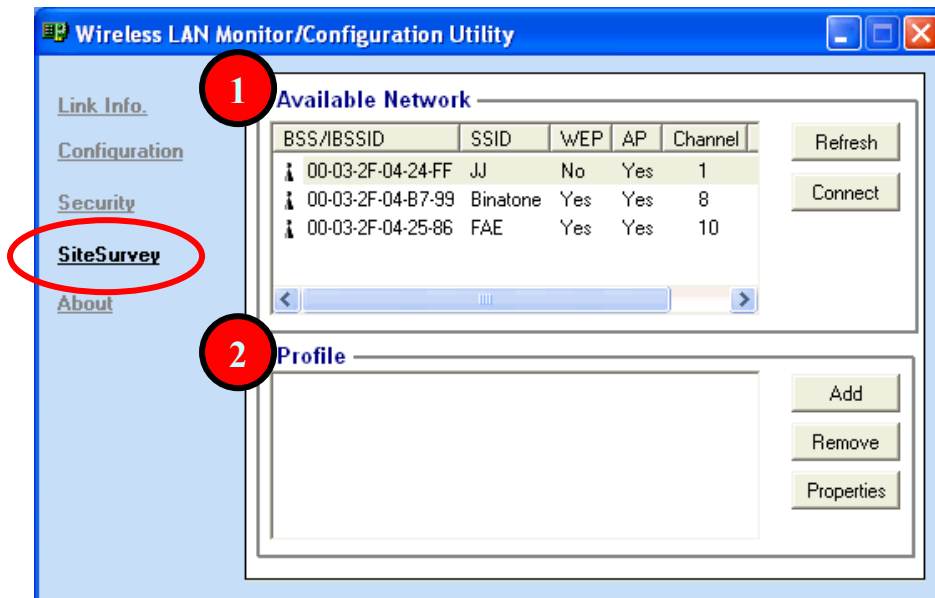 Wireless LAN Monitor/Configuration Utility
Link Info.
Configuration
Security
SiteSurvey
About
1
Available Network
BSS/IBSSID SSID WEP AP Channel
00-03-2F-04-24-FF JJ No Yes 1
00-03-2F-04-B7-99 Binatone Yes Yes 8
00-03-2F-04-25-86 FAE Yes Yes 10
Refresh
Connect
2
Profile
Add
Remove
Properties